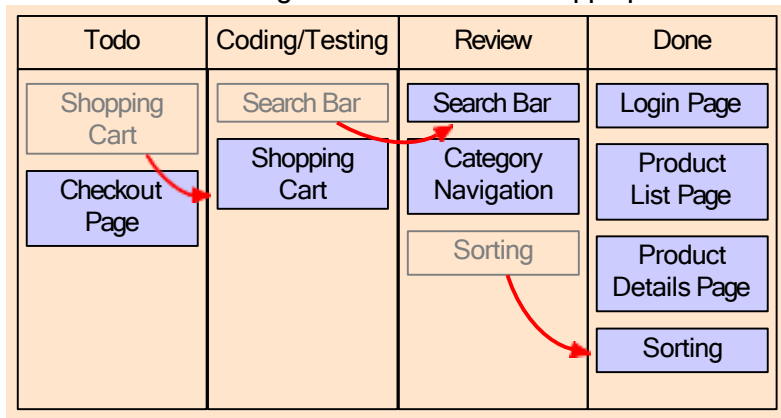 Todo
Coding/Testing
Review
Done
Shopping
Cart
Checkout
Page
Search Bar
Shopping
Cart
Search Bar
Category
Navigation
Sorting
Login Page
Product
List Page
Product
Details Page
Sorting